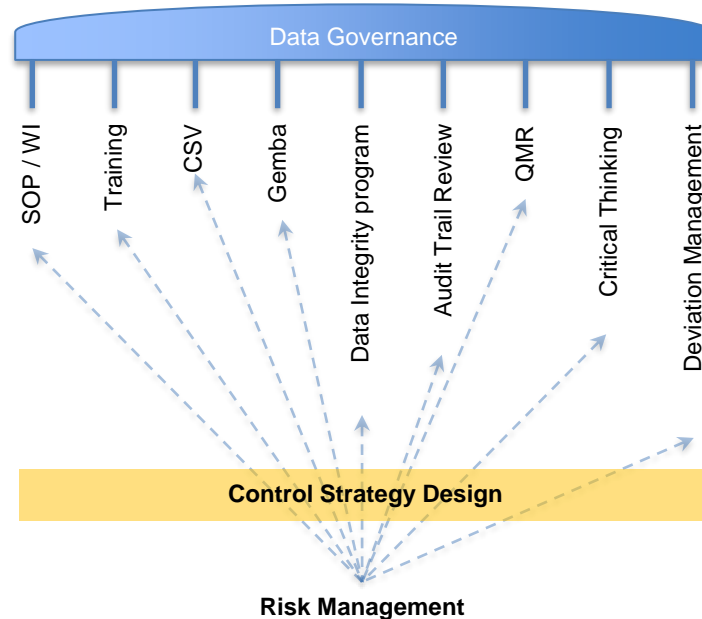 Data Governance
SOP / WI
Training
CSV
Gemba
Data Integrity program
Audit Trail Review
QMR
Critical Thinking
Deviation Management
Control Strategy Design
Risk Management